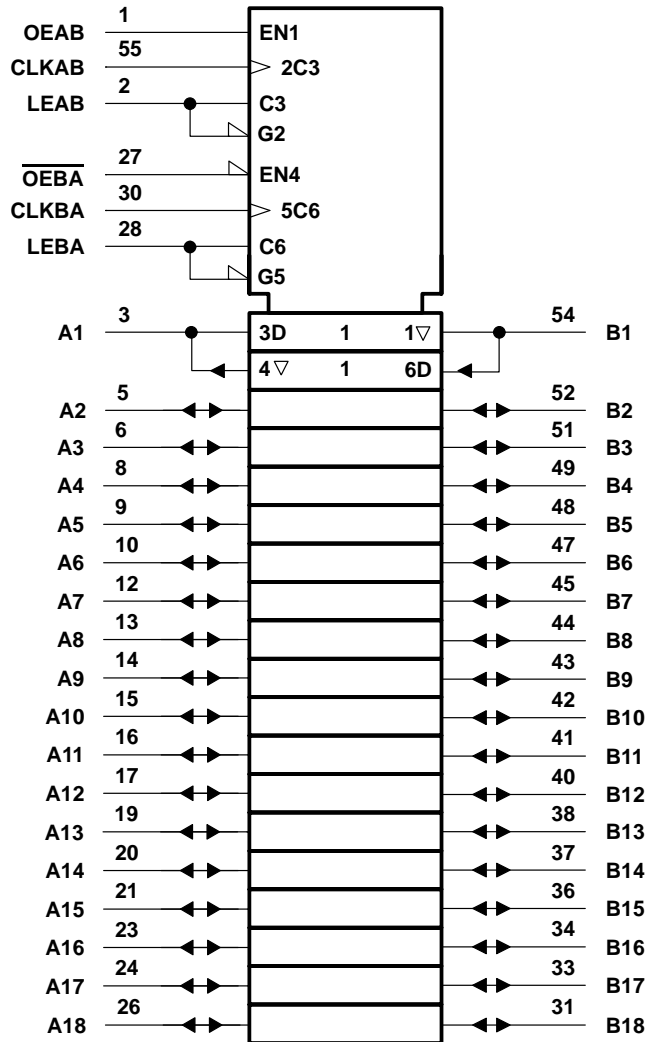 1
OEAB EN1
55
CLKAB 2C3
2
LEAB C3
G2
27
OEBA EN4
30
CLKBA 5C6
28
LEBA C6
G5
3 54
A1 3D 1 1▽ B1
4▽ 1 6D
5 52
A2 B2
6 51
A3 B3
8 49
A4 B4
9 48
A5 B5
10 47
A6 B6
12 45
A7 B7
13 44
A8 B8
14 43
A9 B9
15 42
A10 B10
16 41
A11 B11
17 40
A12 B12
19 38
A13 B13
20 37
A14 B14
21 36
A15 B15
23 34
A16 B16
24 33
A17 B17
26 31
A18 B18